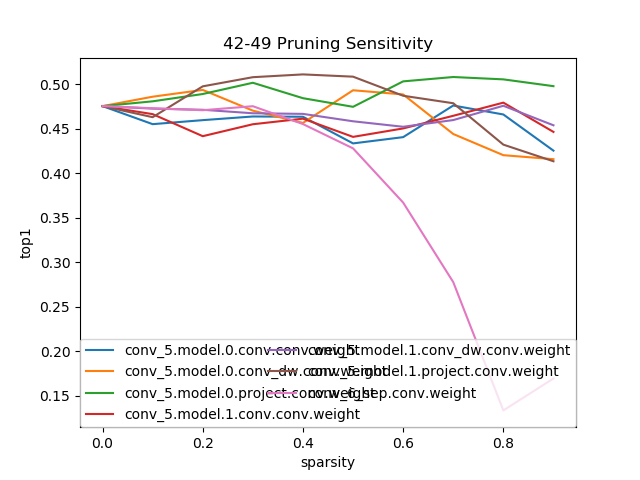 42-49 Pruning Sensitivity
top1
0.50
0.45
0.40
0.35
0.30
0.25
0.20
0.15
conv_5.model.0.conv.conv.weight
conv_5.model.0.conv_dw.conv.weight
conv_5.model.0.project.conv.weight
conv_5.model.1.conv.conv.weight
conv_5.model.1.conv_dw.conv.weight
conv_5.model.1.project.conv.weight
conv_6_sep.conv.weight
0.0 0.2 0.4 0.6 0.8
sparsity